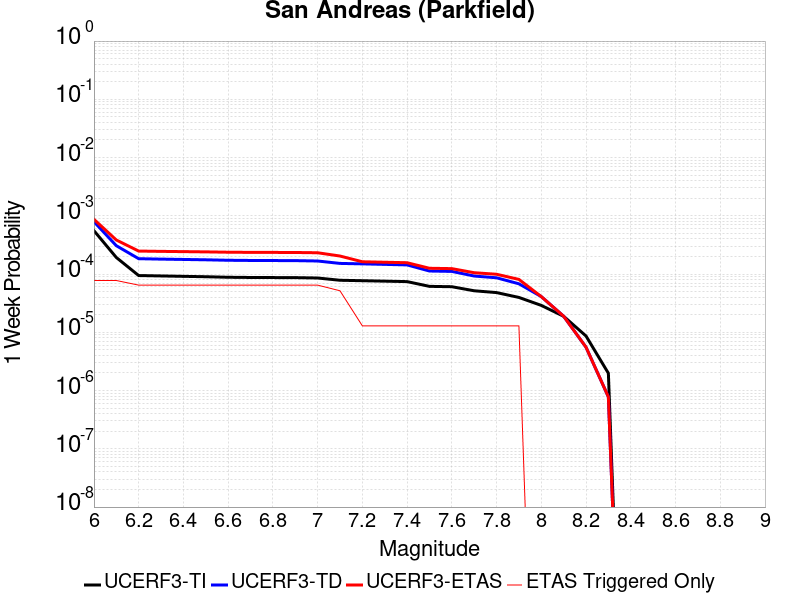 San Andreas (Parkfield)
10^0
10^-1
10^-2
10^-3
10^-4
10^-5
10^-6
10^-7
10^-8
1 Week Probability
6 6.2 6.4 6.6 6.8 7 7.2 7.4 7.6 7.8 8 8.2 8.4 8.6 8.8 9
Magnitude
UCERF3-TI UCERF3-TD UCERF3-ETAS ETAS Triggered Only